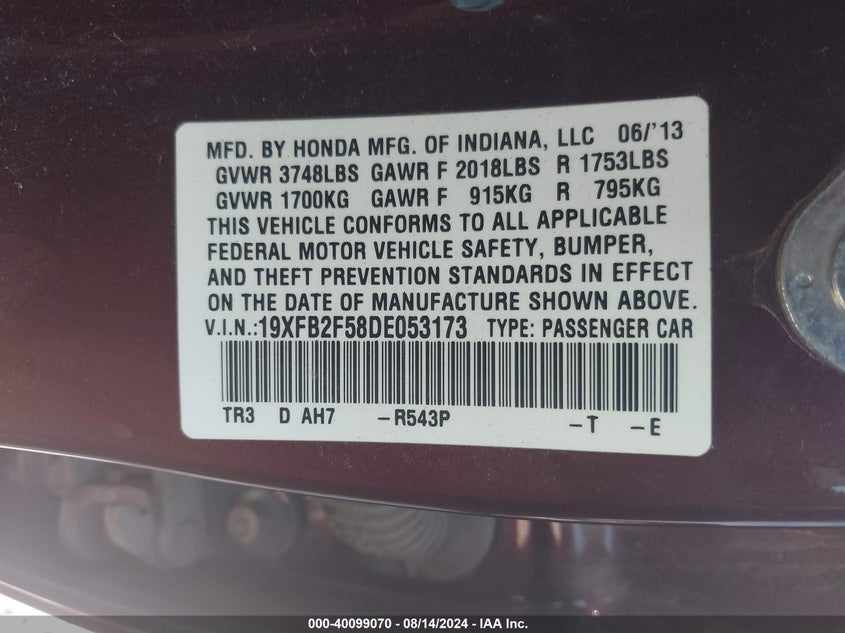 MFD. BY HONDA MFG. OF INDIANA, LLC 06/'13
GVWR 3748LBS GAWR F 2018LBS R 1753LBS
GVWR 1700KG GAWR F 915KG R 795KG
THIS VEHICLE CONFORMS TO ALL APPLICABLE
FEDERAL MOTOR VEHICLE SAFETY, BUMPER,
AND THEFT PREVENTION STANDARDS IN EFFECT
ON THE DATE OF MANUFACTURE SHOWN ABOVE.
V.I.N.:19XFB2F58DE053173 TYPE: PASSENGER CAR
TR3 D AH7 –R543P –T –E
000-40099070 - 08/14/2024 - IAA Inc.